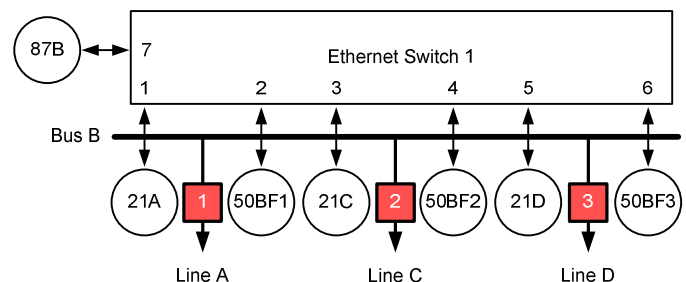 87B
7
Ethernet Switch 1
1 2 3 4 5 6
Bus B
21A 1 50BF1 21C 2 50BF2 21D 3 50BF3
Line A Line C Line D